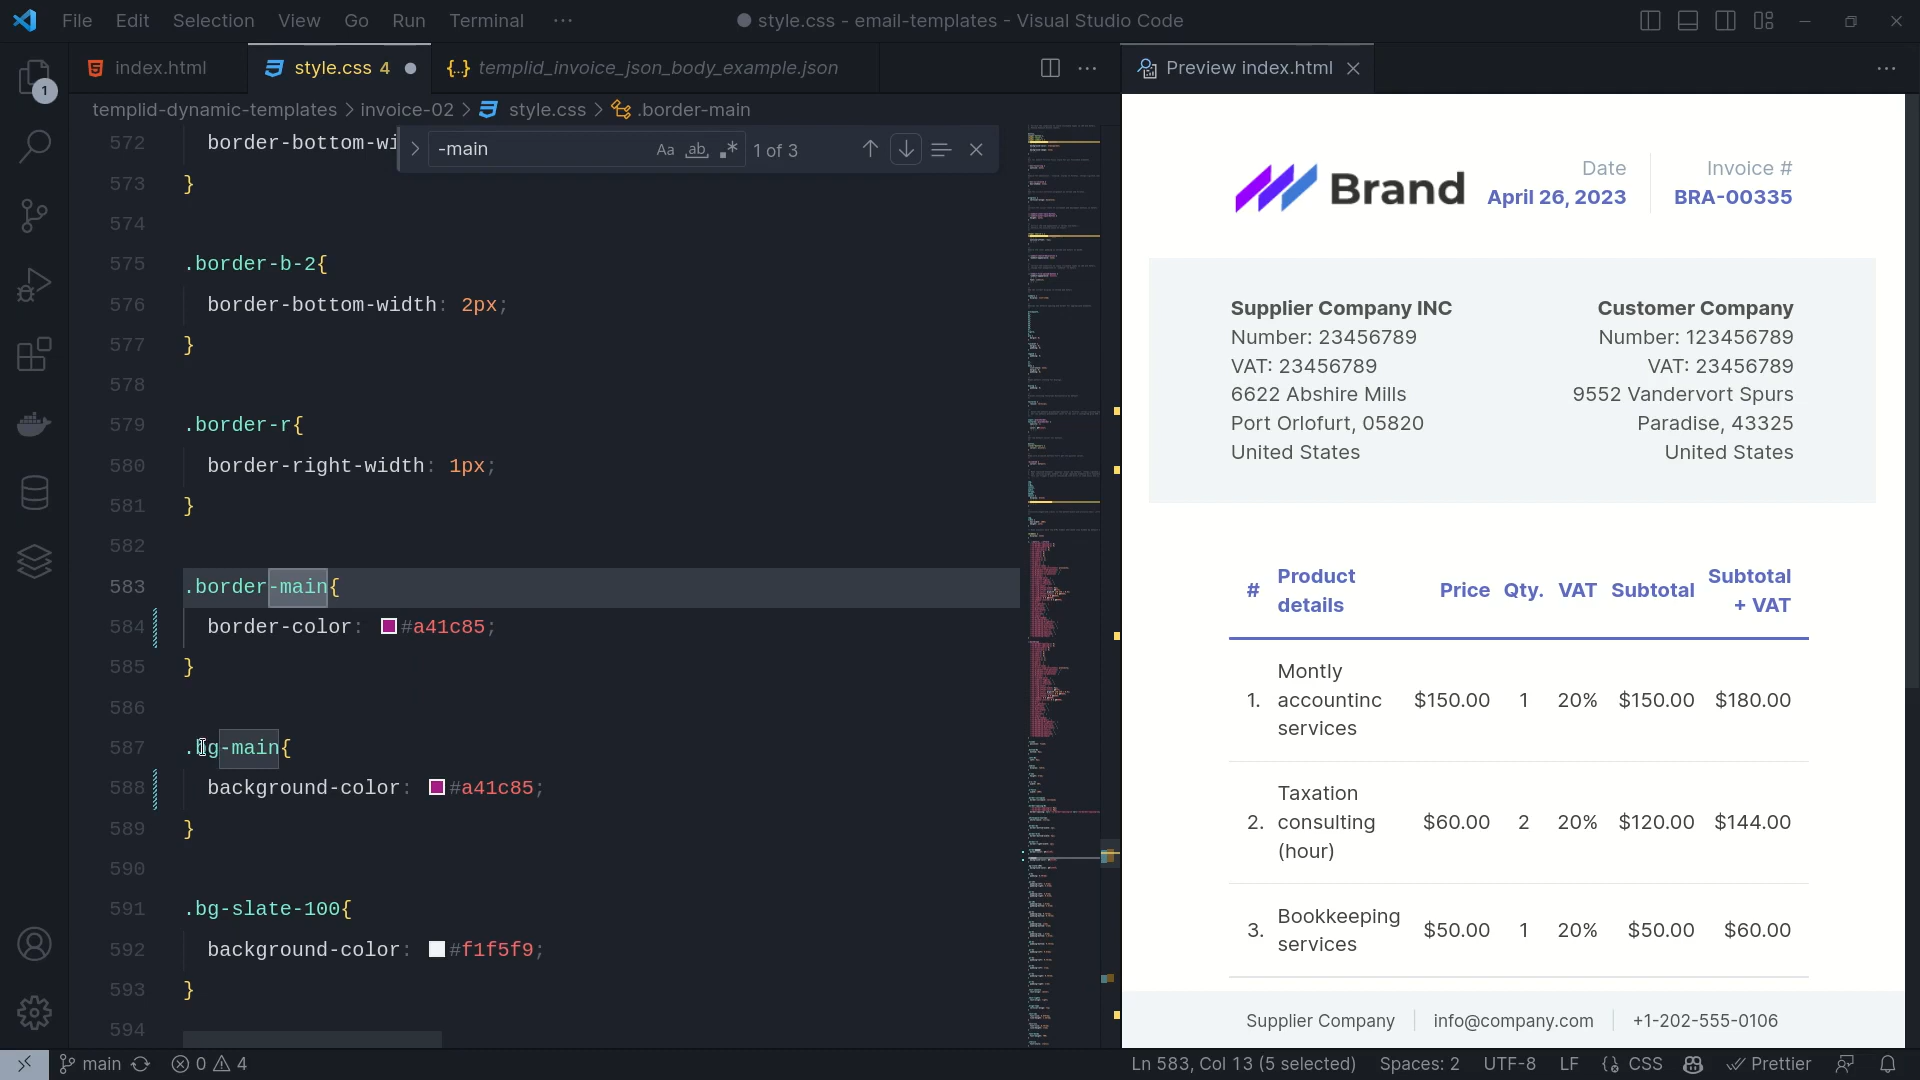 File Edit Selection View Go Run Terminal ···
style.css - email-templates - Visual Studio Code
1
index.html
style.css 4
{..} templid_invoice_json_body_example.json
Preview index.html
templid-dynamic-templates > invoice-02 > style.css > .border-main
-main
Aa ab .* 1 of 3
572 border-bottom-wi
573 }
574
575 .border-b-2{
576 border-bottom-width: 2px;
577 }
578
579 .border-r{
580 border-right-width: 1px;
581 }
582
583 .border-main{
584 border-color: #a41c85;
585 }
586
587 .bg-main{
588 background-color: #a41c85;
589 }
590
591 .bg-slate-100{
592 background-color: #f1f5f9;
593 }
594
Brand
Date
April 26, 2023
Invoice #
BRA-00335
Supplier Company INC
Number: 23456789
VAT: 23456789
6622 Abshire Mills
Port Orlofurt, 05820
United States
Customer Company
Number: 123456789
VAT: 23456789
9552 Vandervort Spurs
Paradise, 43325
United States
# Product details Price Qty. VAT Subtotal Subtotal + VAT
1. Montly accountinc services $150.00 1 20% $150.00 $180.00
2. Taxation consulting (hour) $60.00 2 20% $120.00 $144.00
3. Bookkeeping services $50.00 1 20% $50.00 $60.00
Supplier Company info@company.com +1-202-555-0106
main 0 4
Ln 583, Col 13 (5 selected) Spaces: 2 UTF-8 LF {} CSS Prettier